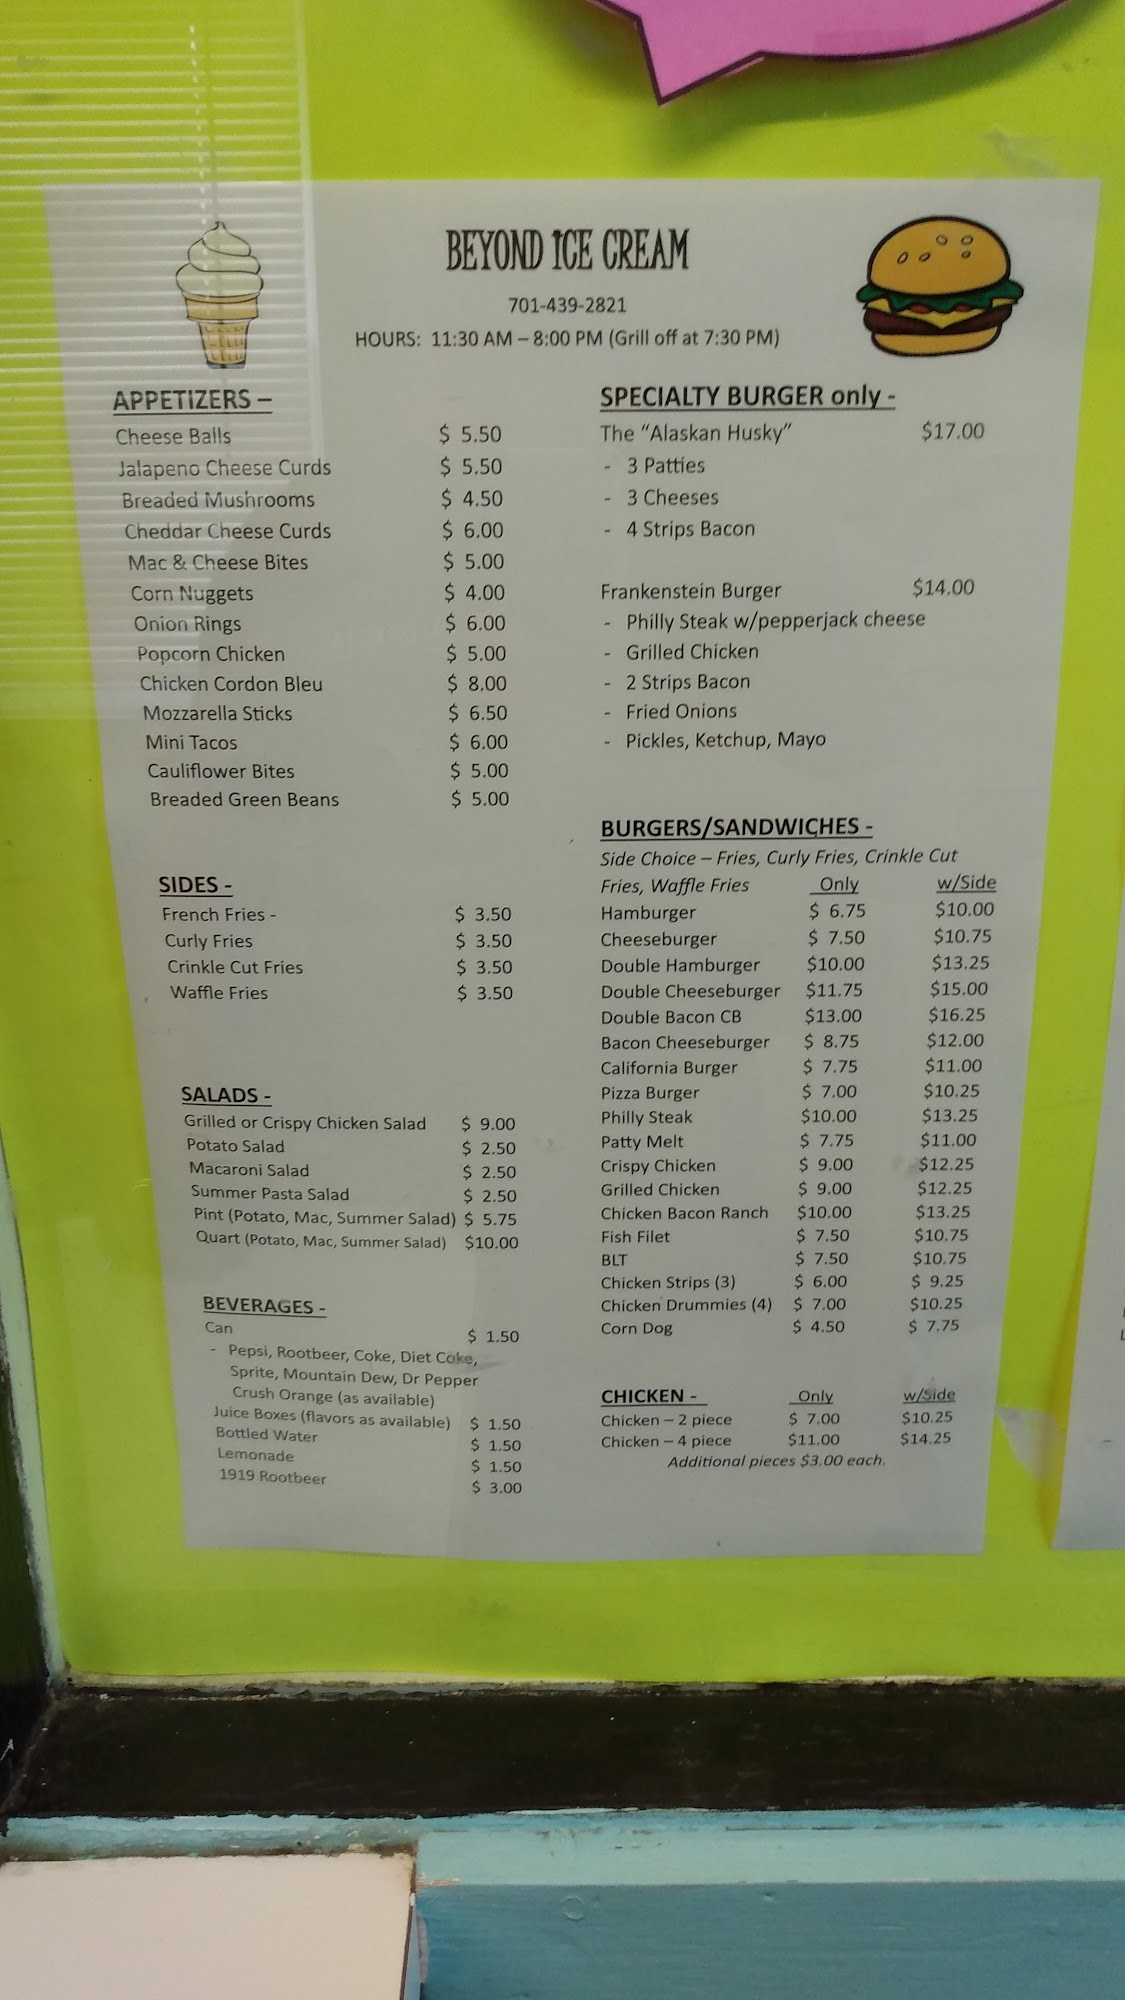 BEYOND ICE CREAM
701-439-2821
HOURS: 11:30 AM – 8:00 PM (Grill off at 7:30 PM)
APPETIZERS –
Cheese Balls $ 5.50
Jalapeno Cheese Curds $ 5.50
Breaded Mushrooms $ 4.50
Cheddar Cheese Curds $ 6.00
Mac & Cheese Bites $ 5.00
Corn Nuggets $ 4.00
Onion Rings $ 6.00
Popcorn Chicken $ 5.00
Chicken Cordon Bleu $ 8.00
Mozzarella Sticks $ 6.50
Mini Tacos $ 6.00
Cauliflower Bites $ 5.00
Breaded Green Beans $ 5.00
SIDES -
French Fries - $ 3.50
Curly Fries $ 3.50
Crinkle Cut Fries $ 3.50
Waffle Fries $ 3.50
SALADS -
Grilled or Crispy Chicken Salad $ 9.00
Potato Salad $ 2.50
Macaroni Salad $ 2.50
Summer Pasta Salad $ 2.50
Pint (Potato, Mac, Summer Salad) $ 5.75
Quart (Potato, Mac, Summer Salad) $10.00
BEVERAGES -
Can $ 1.50
- Pepsi, Rootbeer, Coke, Diet Coke,
Sprite, Mountain Dew, Dr Pepper
Crush Orange (as available)
Juice Boxes (flavors as available) $ 1.50
Bottled Water $ 1.50
Lemonade $ 1.50
1919 Rootbeer $ 3.00
SPECIALTY BURGER only -
The "Alaskan Husky" $17.00
- 3 Patties
- 3 Cheeses
- 4 Strips Bacon
Frankenstein Burger $14.00
- Philly Steak w/pepperjack cheese
- Grilled Chicken
- 2 Strips Bacon
- Fried Onions
- Pickles, Ketchup, Mayo
BURGERS/SANDWICHES -
Side Choice – Fries, Curly Fries, Crinkle Cut
Fries, Waffle Fries Only w/Side
Hamburger $ 6.75 $10.00
Cheeseburger $ 7.50 $10.75
Double Hamburger $10.00 $13.25
Double Cheeseburger $11.75 $15.00
Double Bacon CB $13.00 $16.25
Bacon Cheeseburger $ 8.75 $12.00
California Burger $ 7.75 $11.00
Pizza Burger $ 7.00 $10.25
Philly Steak $10.00 $13.25
Patty Melt $ 7.75 $11.00
Crispy Chicken $ 9.00 $12.25
Grilled Chicken $ 9.00 $12.25
Chicken Bacon Ranch $10.00 $13.25
Fish Filet $ 7.50 $10.75
BLT $ 7.50 $10.75
Chicken Strips (3) $ 6.00 $ 9.25
Chicken Drummies (4) $ 7.00 $10.25
Corn Dog $ 4.50 $ 7.75
CHICKEN - Only w/Side
Chicken – 2 piece $ 7.00 $10.25
Chicken – 4 piece $11.00 $14.25
Additional pieces $3.00 each.